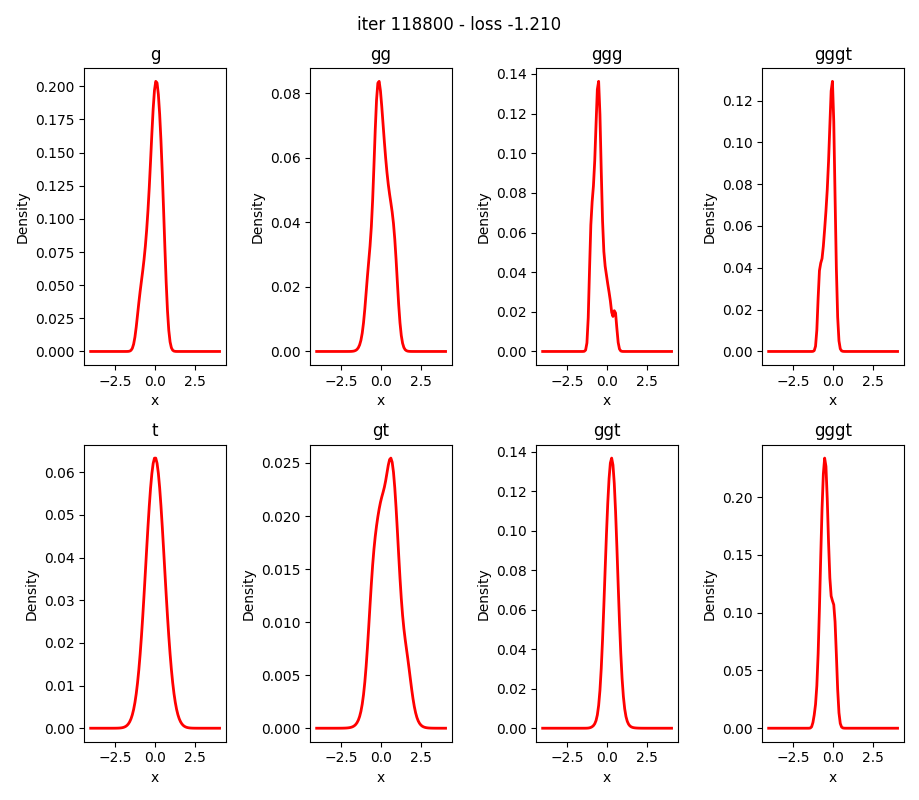 iter 118800 - loss -1.210
g
gg
ggg
gggt
0.200
0.175
0.150
0.125
0.100
0.075
0.050
0.025
0.000
Density
−2.5 0.0 2.5
x
0.08
0.06
0.04
0.02
0.00
Density
−2.5 0.0 2.5
x
0.14
0.12
0.10
0.08
0.06
0.04
0.02
0.00
Density
−2.5 0.0 2.5
x
0.12
0.10
0.08
0.06
0.04
0.02
0.00
Density
−2.5 0.0 2.5
x
t
gt
ggt
gggt
0.06
0.05
0.04
0.03
0.02
0.01
0.00
Density
−2.5 0.0 2.5
x
0.025
0.020
0.015
0.010
0.005
0.000
Density
−2.5 0.0 2.5
x
0.14
0.12
0.10
0.08
0.06
0.04
0.02
0.00
Density
−2.5 0.0 2.5
x
0.20
0.15
0.10
0.05
0.00
Density
−2.5 0.0 2.5
x